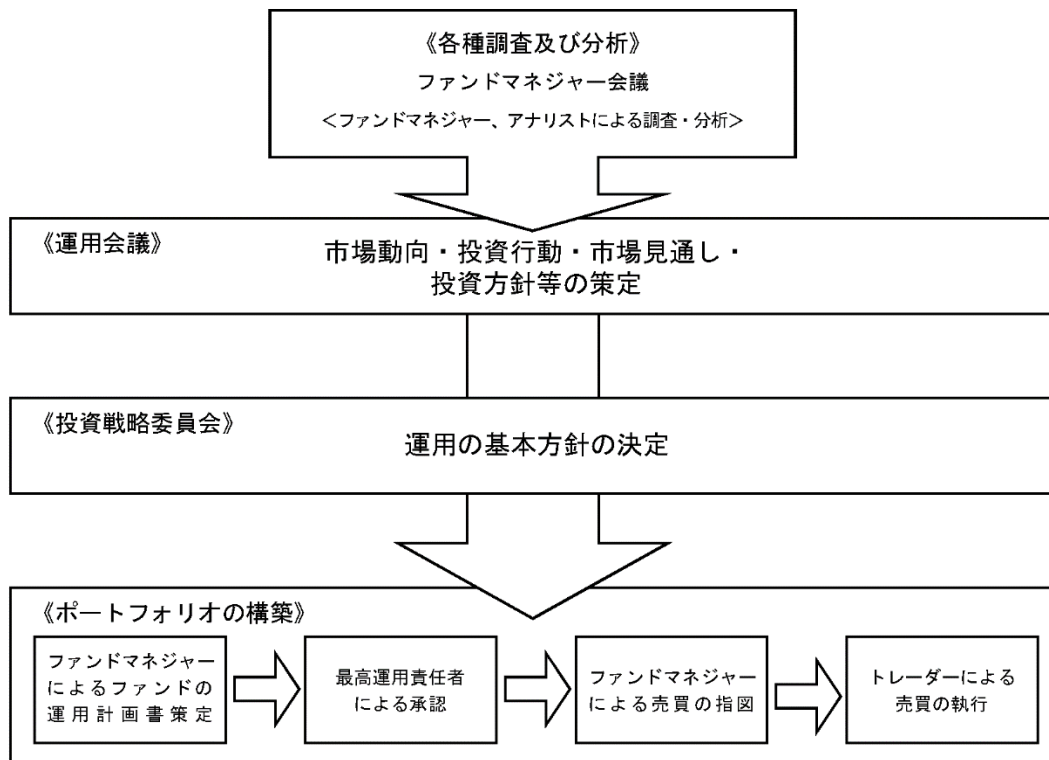 《各種調査及び分析》
ファンドマネジャー会議
＜ファンドマネジャー、アナリストによる調査・分析＞
《運用会議》
市場動向・投資行動・市場見通し・
投資方針等の策定
《投資戦略委員会》
運用の基本方針の決定
《ポートフォリオの構築》
ファンドマネジャー
によるファンドの
運用計画書策定
最高運用責任者
による承認
ファンドマネジャー
による売買の指図
トレーダーによる
売買の執行